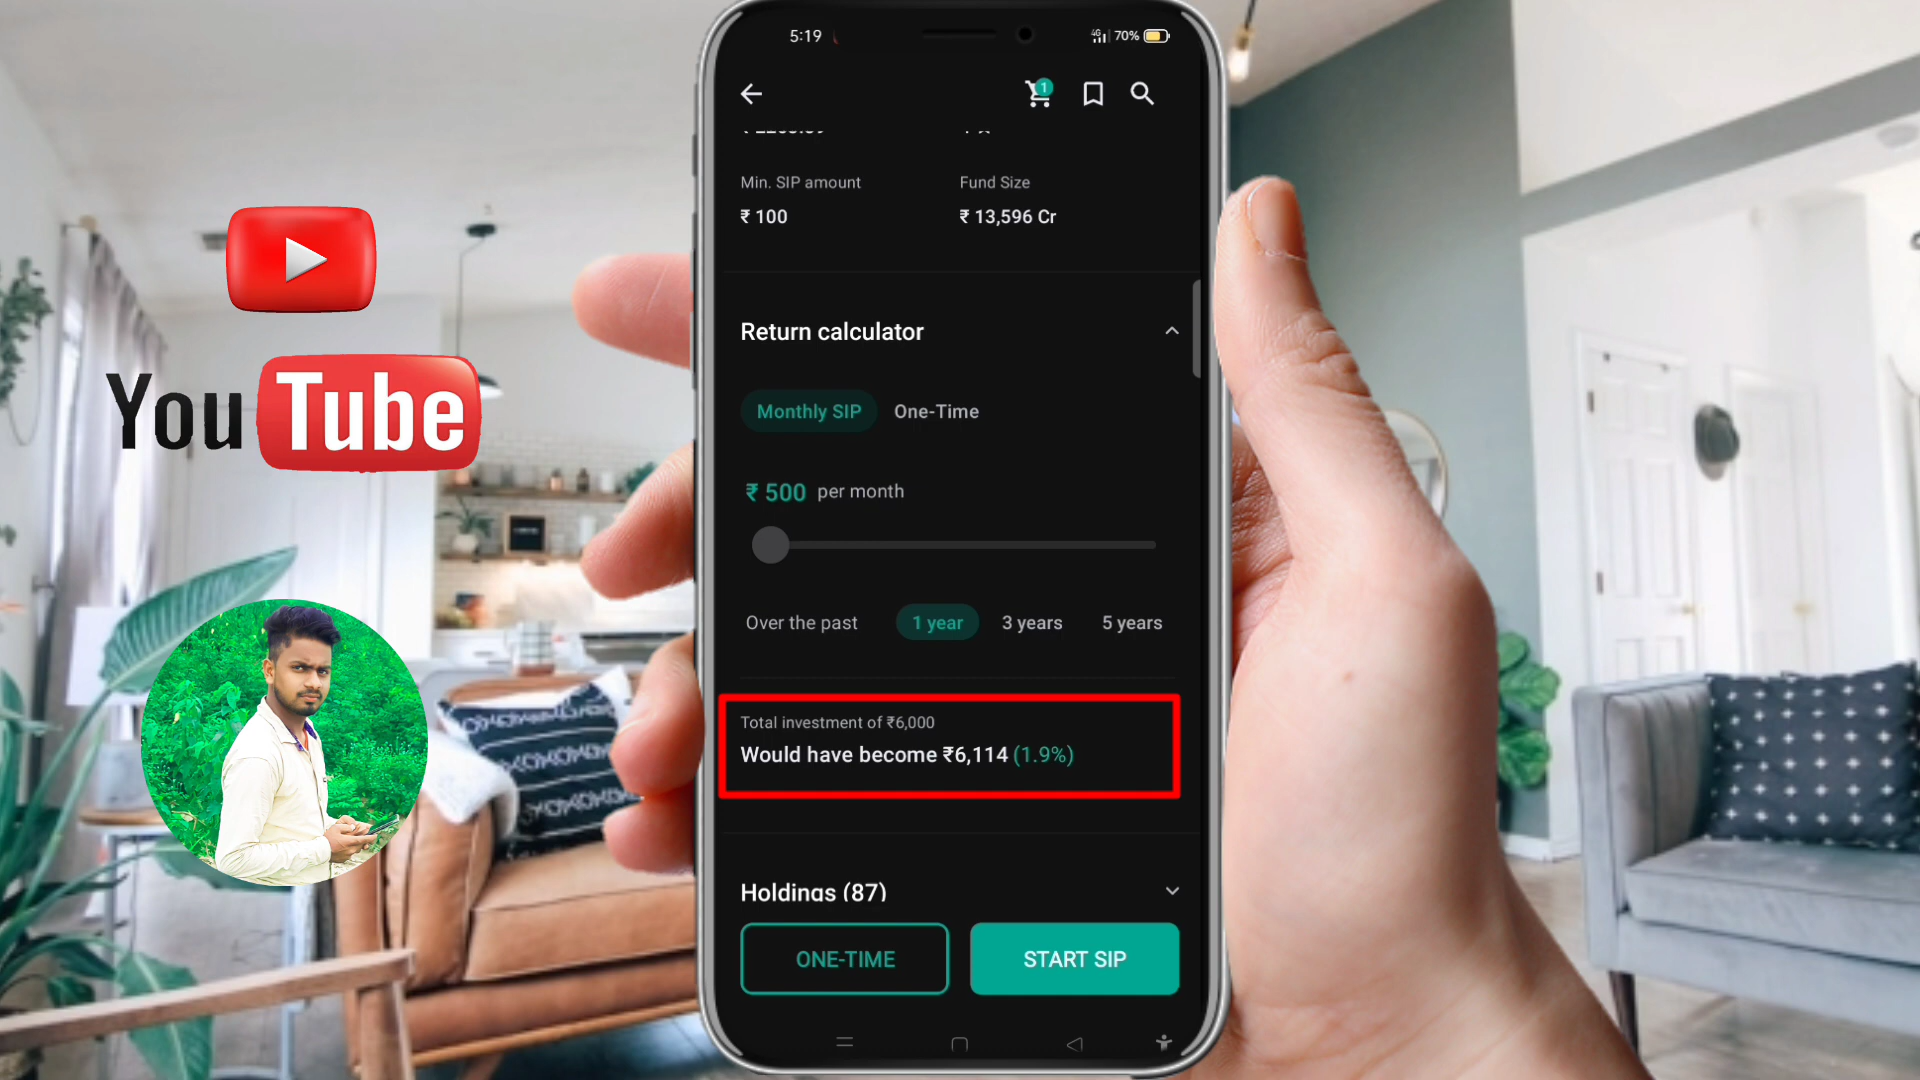 5:19
4G 70%
1
Min. SIP amount Fund Size
₹ 100 ₹ 13,596 Cr
Return calculator
Monthly SIP One-Time
₹ 500 per month
Over the past 1 year 3 years 5 years
Total investment of ₹6,000
Would have become ₹6,114 (1.9%)
Holdings (87)
ONE-TIME START SIP
YouTube